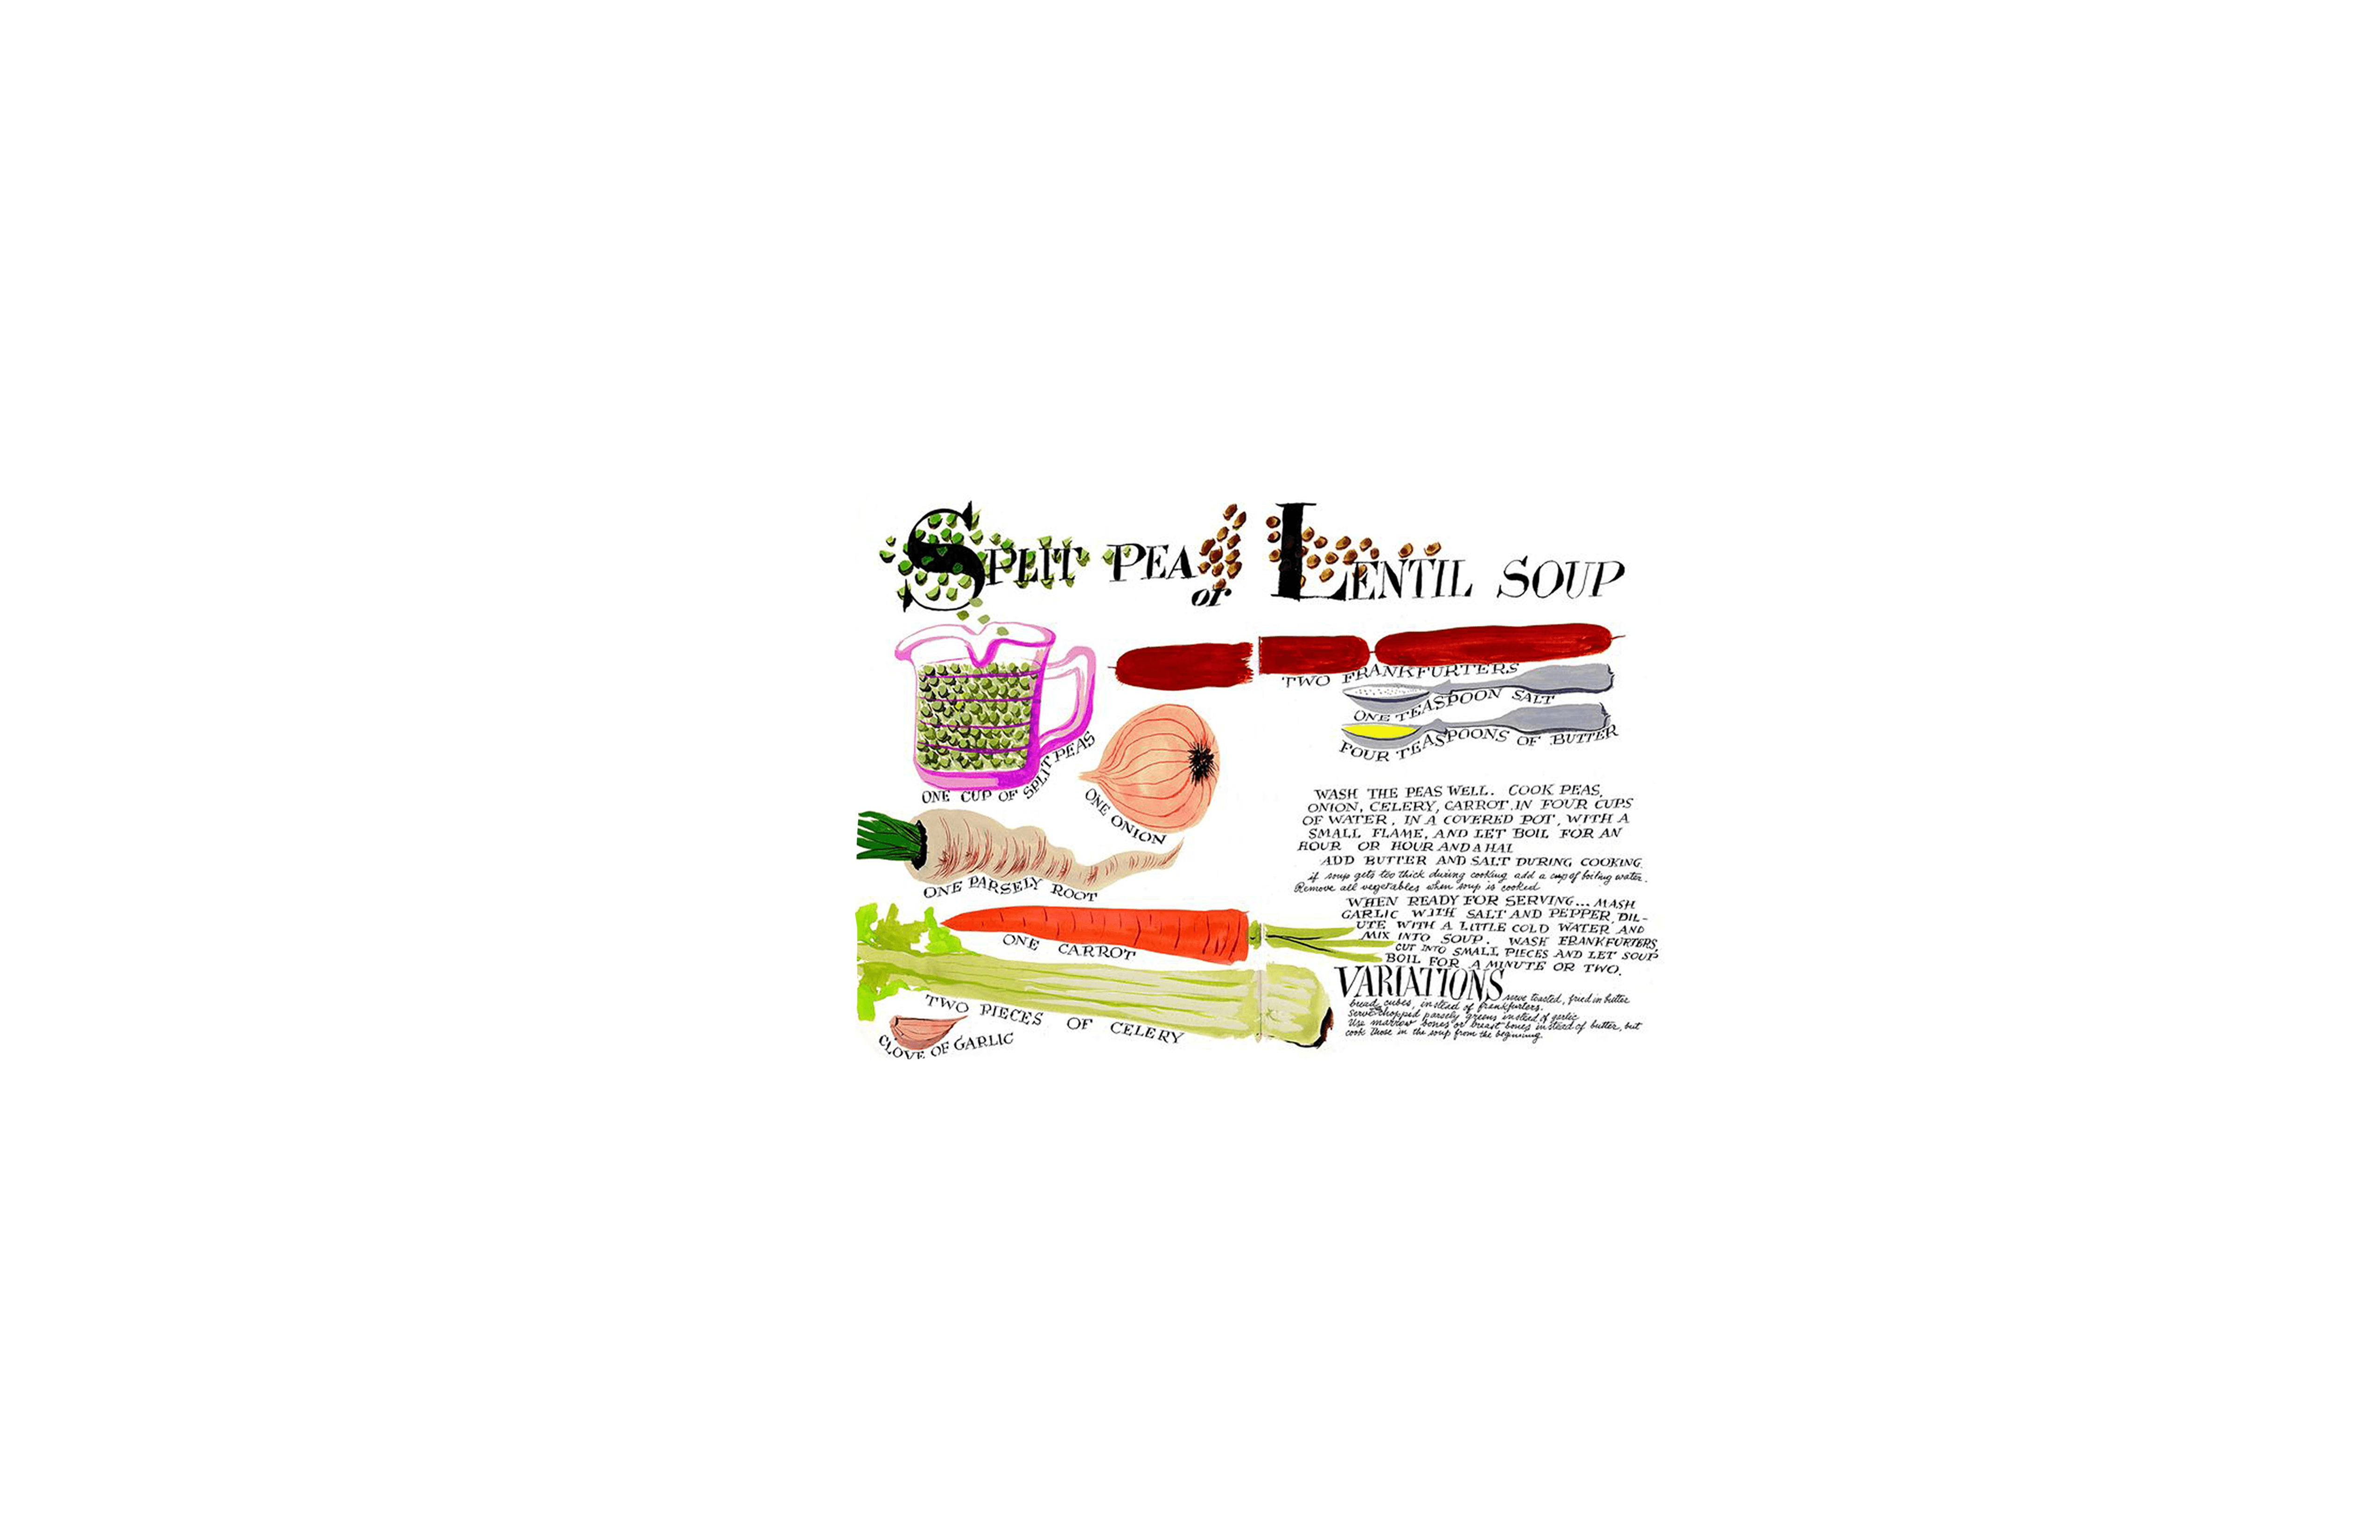 SPLIT PEA or LENTIL SOUP
TWO FRANKFURTERS
ONE TEASPOON SALT
FOUR TEASPOONS OF BUTTER
ONE CUP OF SPLIT PEAS
ONE ONION
ONE PARSELY ROOT
ONE CARROT
TWO PIECES OF CELERY
CLOVE OF GARLIC
WASH THE PEAS WELL. COOK PEAS,
ONION, CELERY, CARROT IN FOUR CUPS
OF WATER, IN A COVERED POT, WITH A
SMALL FLAME, AND LET BOIL FOR AN
HOUR OR HOUR AND A HAL
ADD BUTTER AND SALT DURING COOKING.
if soup gets too thick during cooking add a cup of boiling water.
Remove all vegetables when soup is cooked
WHEN READY FOR SERVING... MASH
GARLIC WITH SALT AND PEPPER, DIL-
UTE WITH A LITTLE COLD WATER AND
MIX INTO SOUP. WASH FRANKFURTERS,
CUT INTO SMALL PIECES AND LET SOUP
BOIL FOR A MINUTE OR TWO.
VARIATIONS serve toasted, fried in butter
bread cubes, instead of frankfurters.
Serve chopped parsely greens instead of garlic
Use marrow bones or breast bones instead of butter, but
cook those in the soup from the beginning.